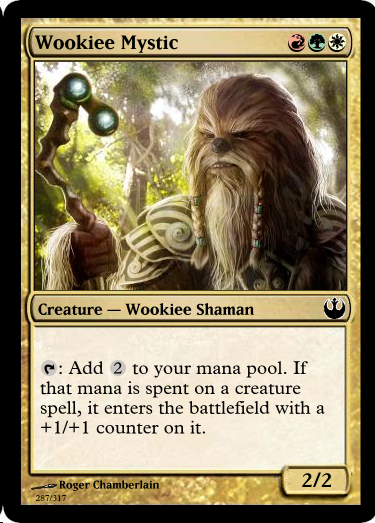 Wookiee Mystic
Creature — Wookiee Shaman
: Add 2 to your mana pool. If
that mana is spent on a creature
spell, it enters the battlefield with a
+1/+1 counter on it.
2/2
Roger Chamberlain
287/317